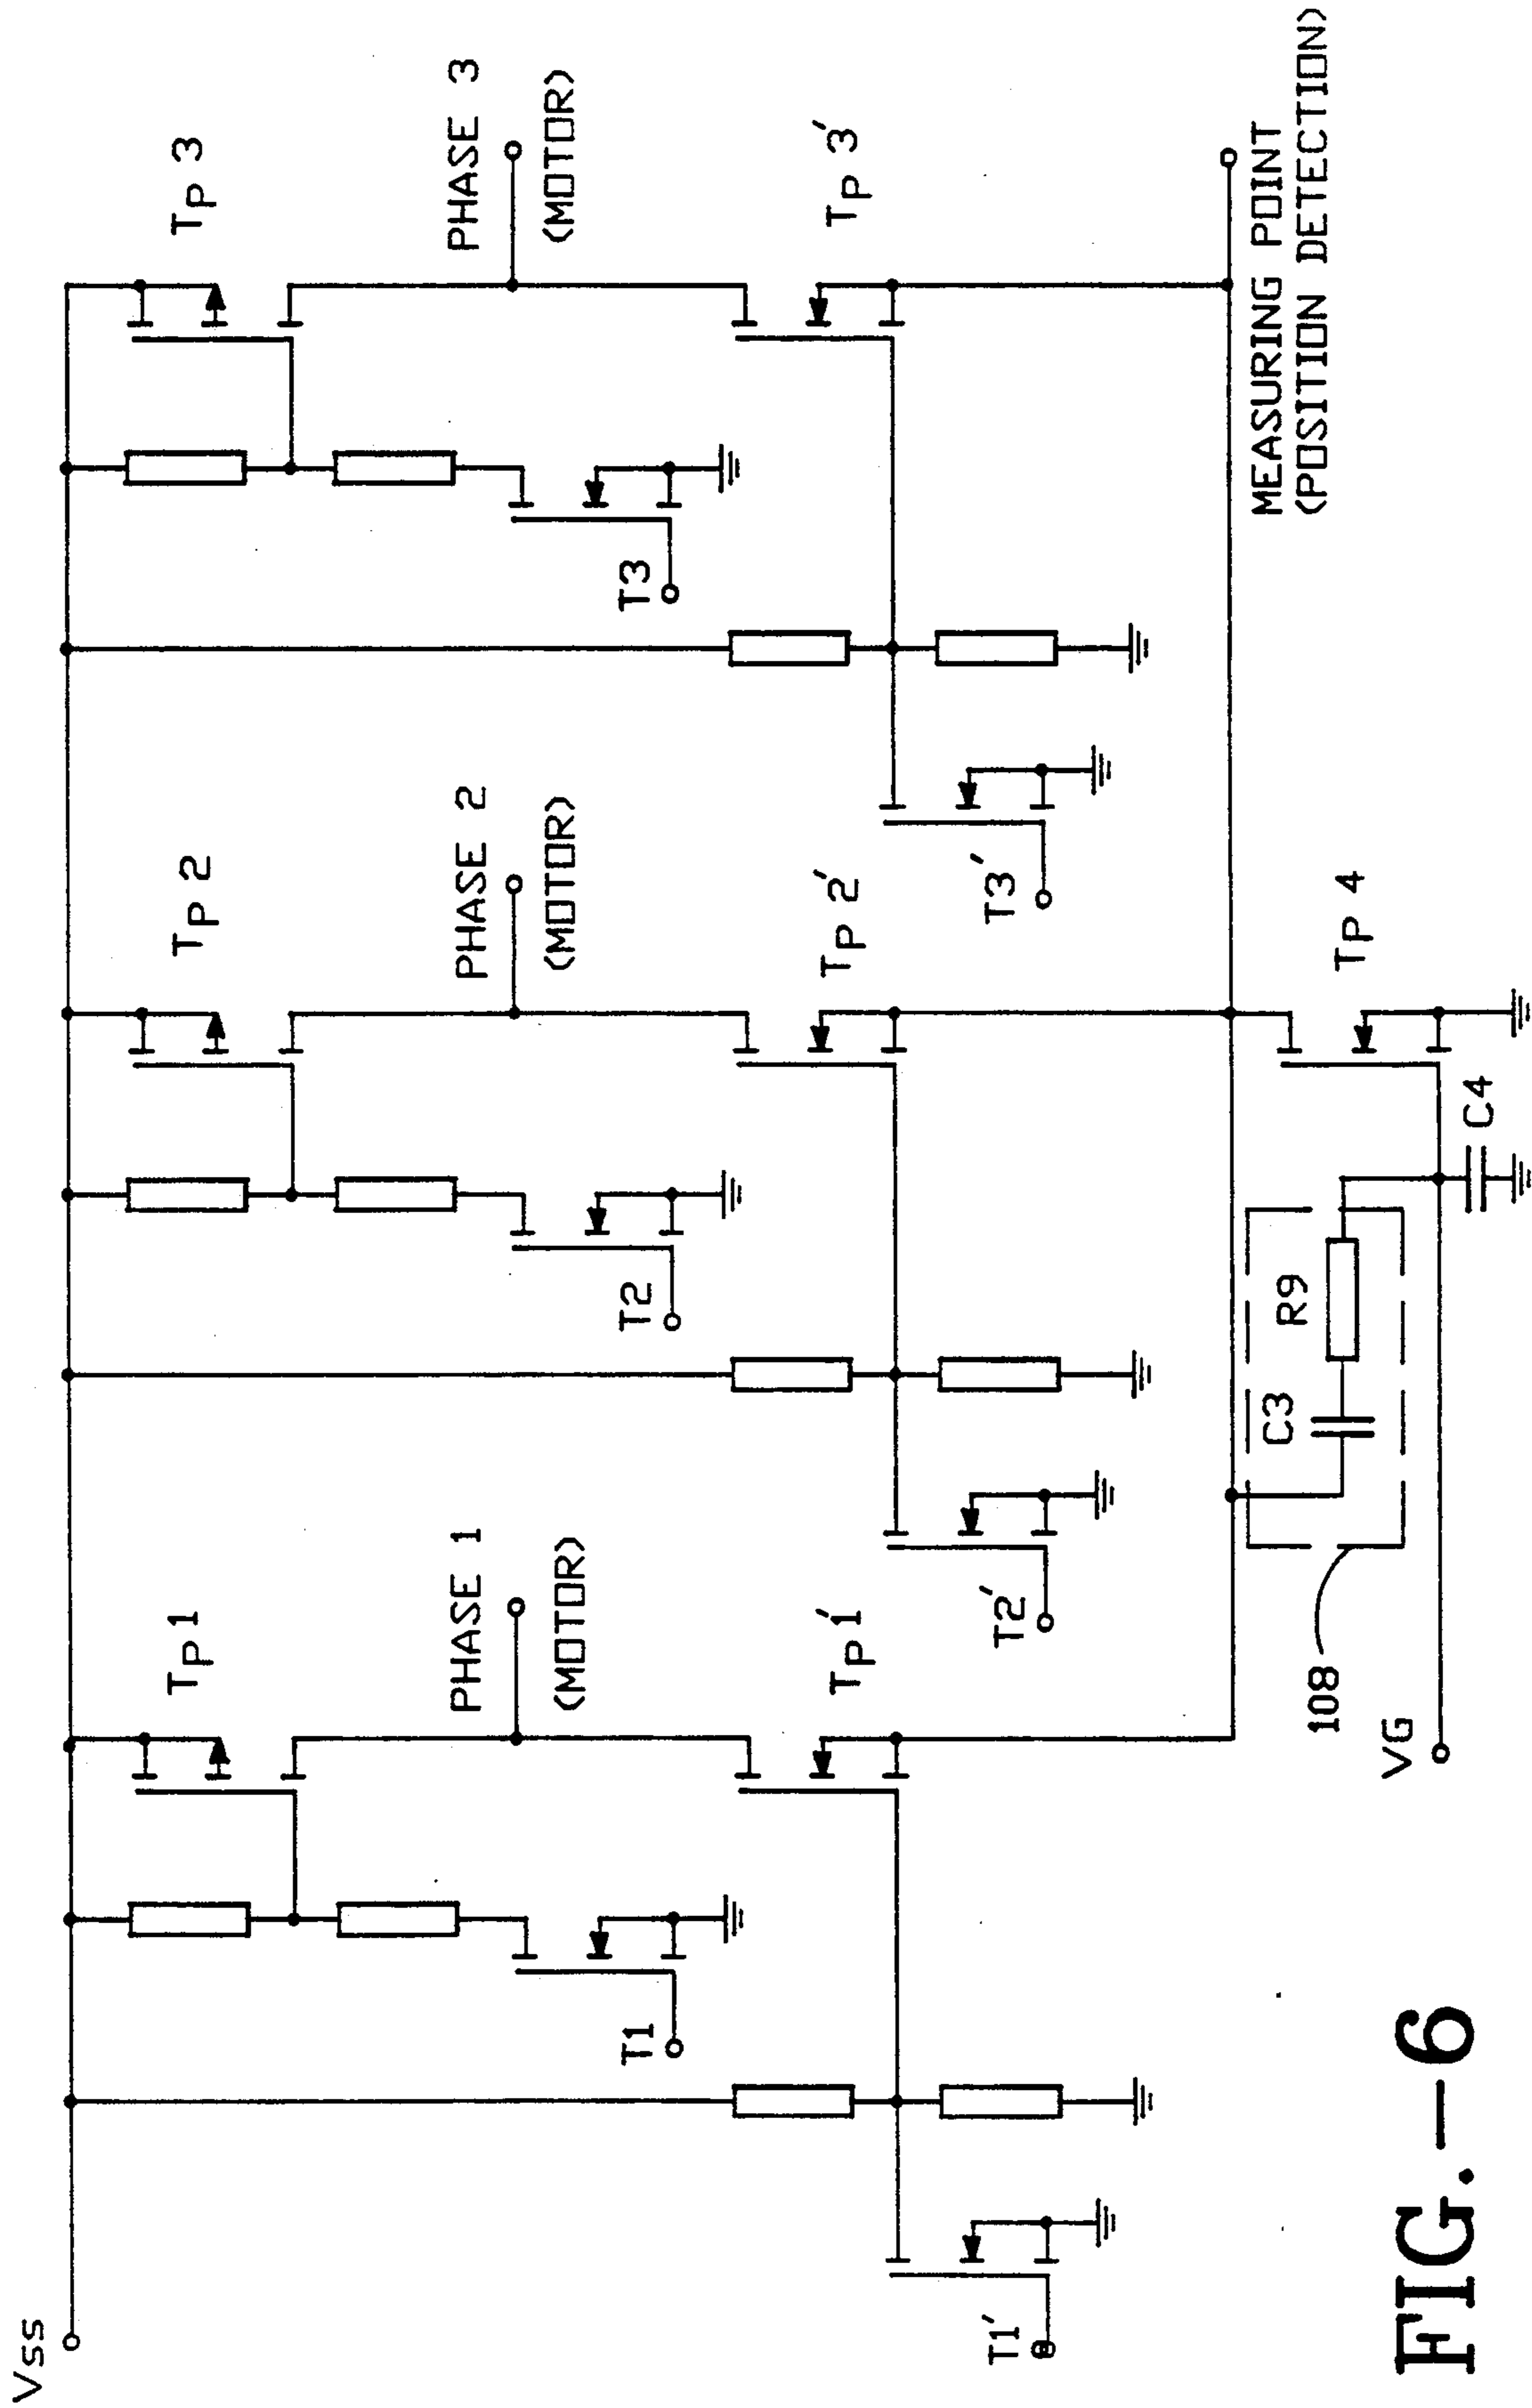 Vss
TP 1
TP 2
TP 3
PHASE 1
(MOTOR)
PHASE 2
(MOTOR)
PHASE 3
(MOTOR)
T1
T2
T3
TP 1'
TP 2'
TP 3'
T1'
T2'
T3'
MEASURING POINT
(POSITION DETECTION)
C3
R9
TP 4
108
VG
C4
FIG.-6